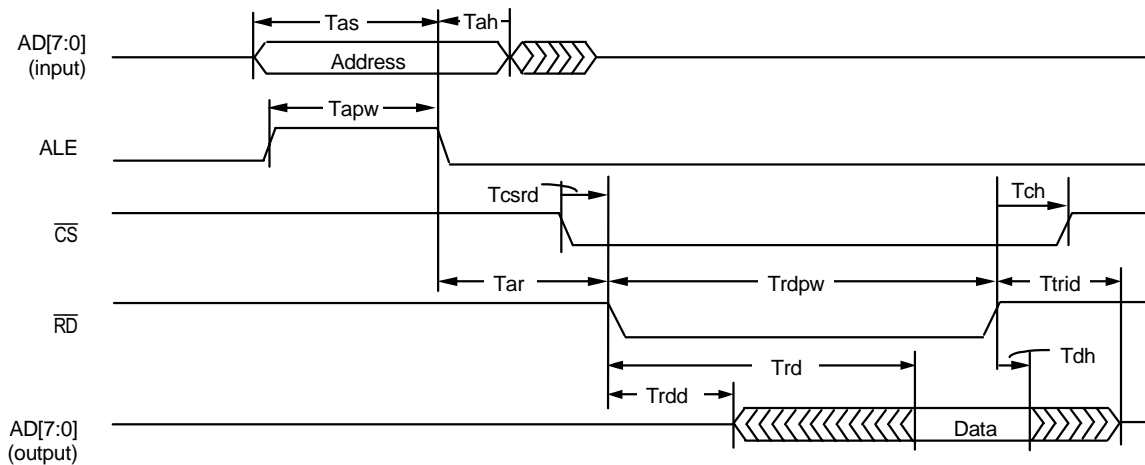 Tas
Tah
AD[7:0]
(input)
Address
Tapw
ALE
Tcsrd
Tch
CS
Tar
Trdpw
Ttrid
RD
Trd
Tdh
Trdd
AD[7:0]
(output)
Data